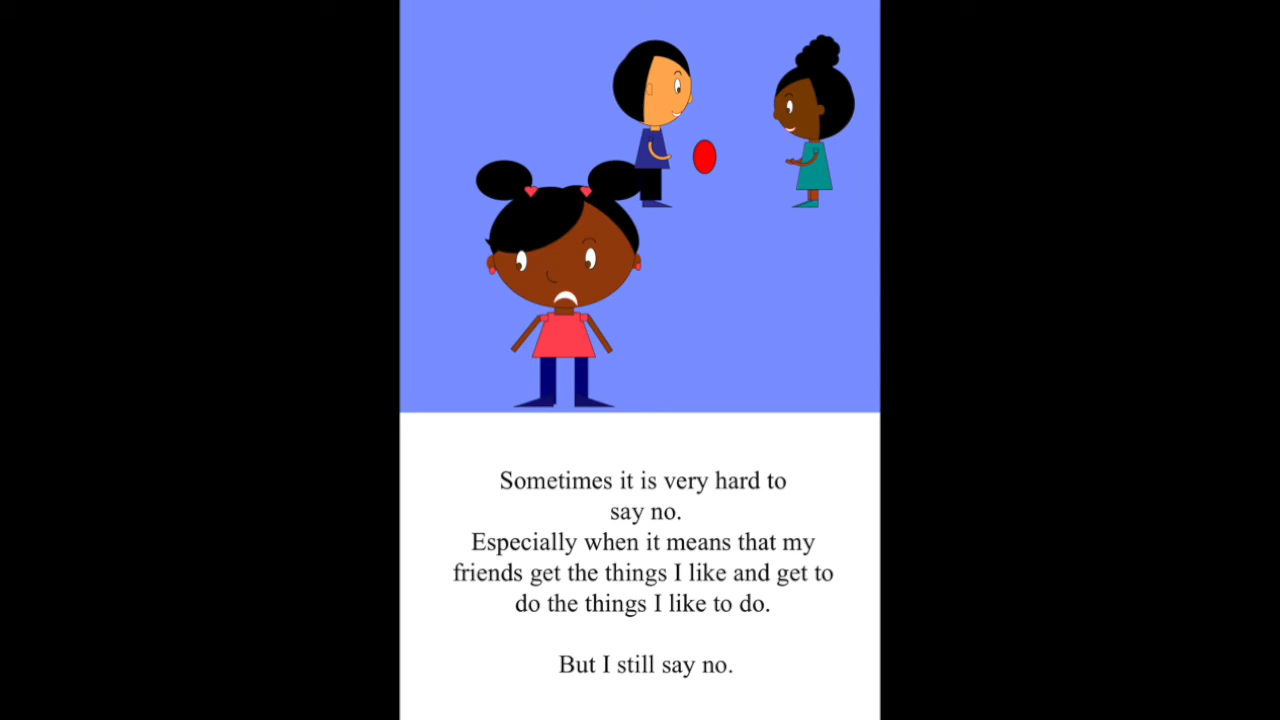 Sometimes it is very hard to
say no.
Especially when it means that my
friends get the things I like and get to
do the things I like to do.
But I still say no.